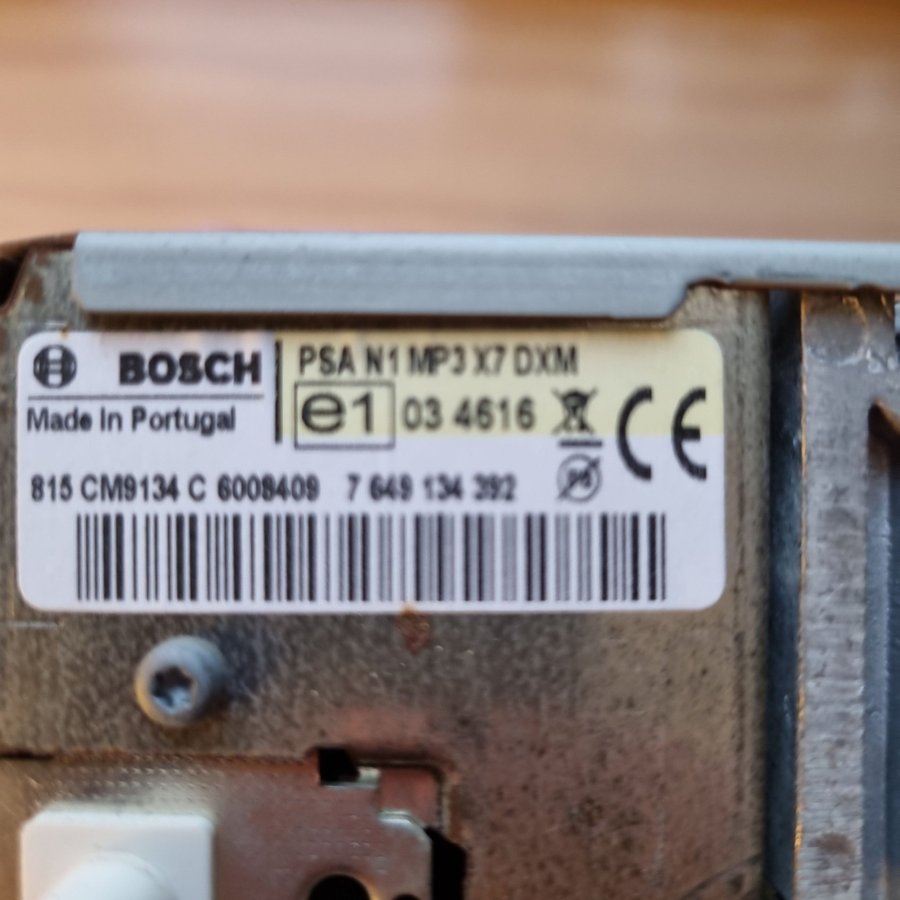 BOSCH
Made in Portugal
PSA N1 MP3 X7 DXM
e1 03 4616
CE
815 CM9134 C 6008409 7 649 134 392